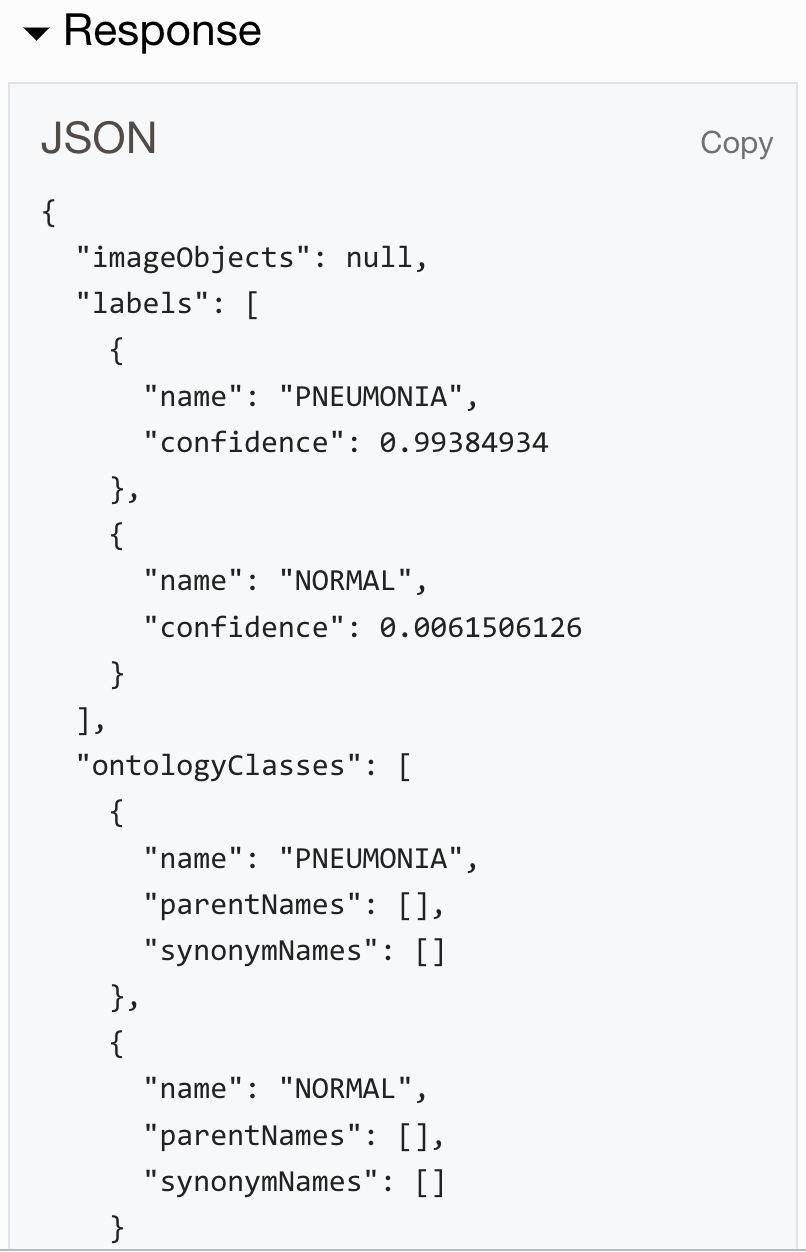 Response
JSON
Copy
{
  "imageObjects": null,
  "labels": [
    {
      "name": "PNEUMONIA",
      "confidence": 0.99384934
    },
    {
      "name": "NORMAL",
      "confidence": 0.0061506126
    }
  ],
  "ontologyClasses": [
    {
      "name": "PNEUMONIA",
      "parentNames": [],
      "synonymNames": []
    },
    {
      "name": "NORMAL",
      "parentNames": [],
      "synonymNames": []
    }